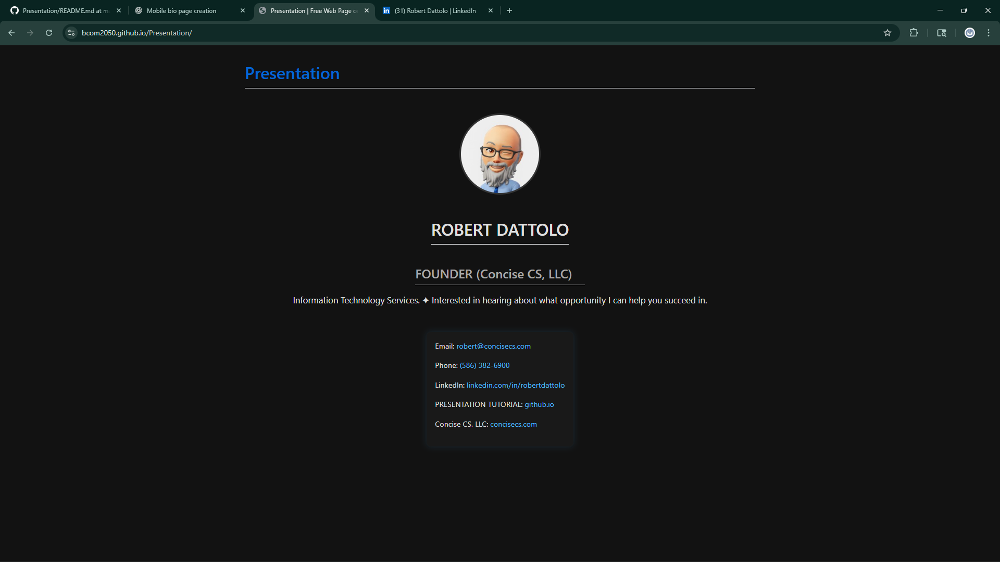 Presentation/README.md at m
Mobile bio page creation
Presentation | Free Web Page o
in (31) Robert Dattolo | LinkedIn
bcom2050.github.io/Presentation/
Presentation
ROBERT DATTOLO
FOUNDER (Concise CS, LLC)
Information Technology Services. ✦ Interested in hearing about what opportunity I can help you succeed in.
Email: robert@concisecs.com
Phone: (586) 382-6900
LinkedIn: linkedin.com/in/robertdattolo
PRESENTATION TUTORIAL: github.io
Concise CS, LLC: concisecs.com